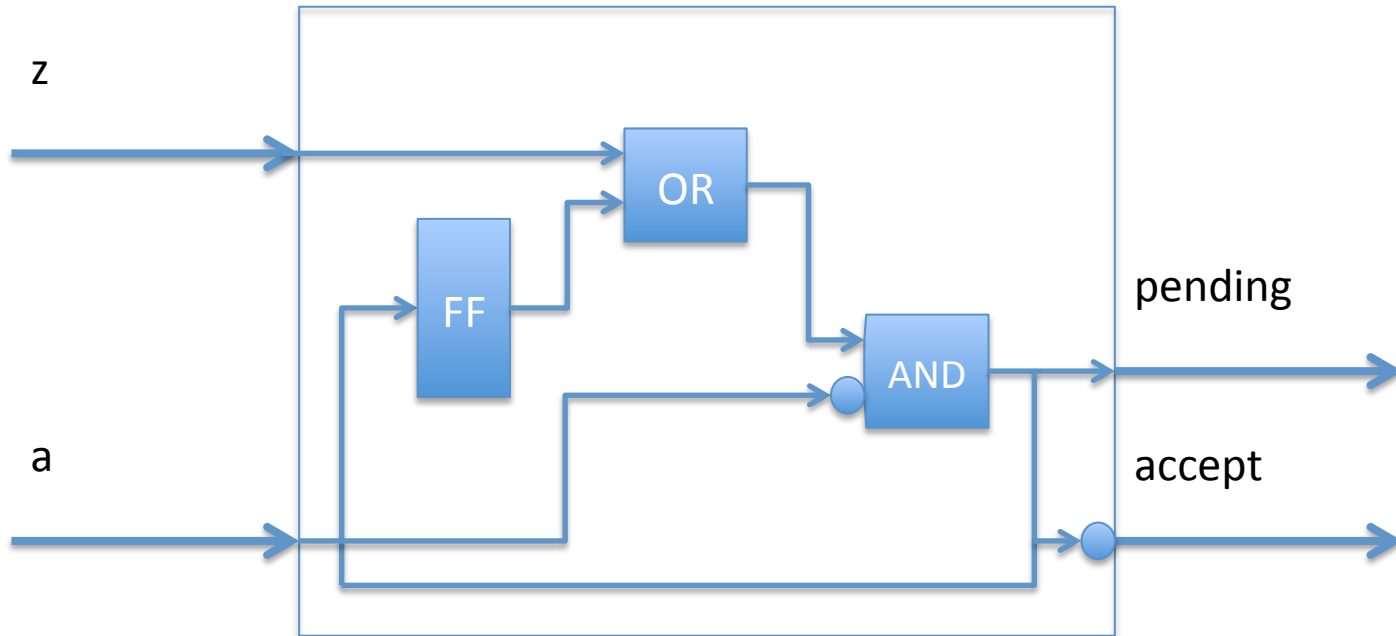 z
OR
FF
pending
AND
a
accept